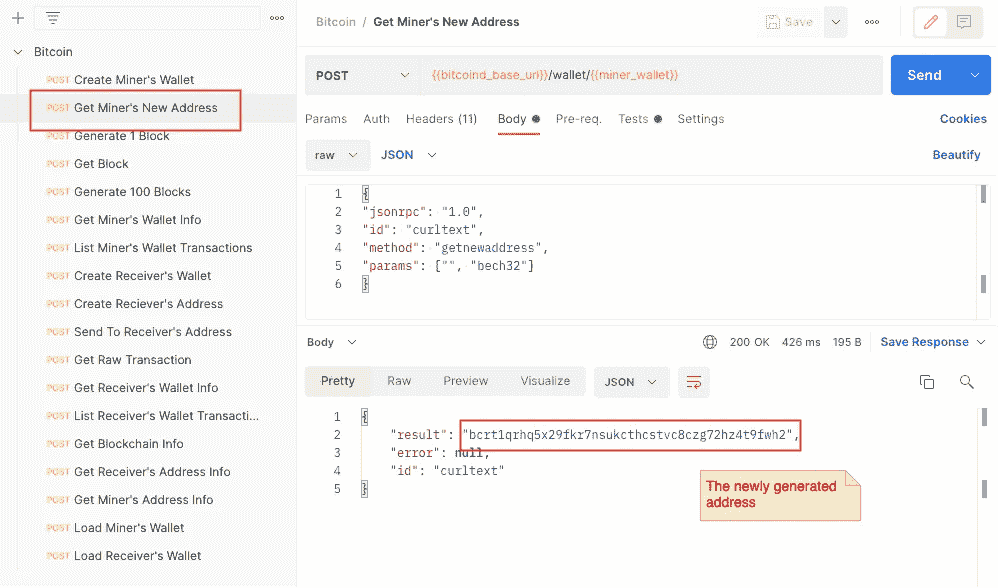 Bitcoin
POST Create Miner's Wallet
POST Get Miner's New Address
POST Generate 1 Block
POST Get Block
POST Generate 100 Blocks
POST Get Miner's Wallet Info
POST List Miner's Wallet Transactions
POST Create Receiver's Wallet
POST Create Reciever's Address
POST Send To Receiver's Address
POST Get Raw Transaction
POST Get Receiver's Wallet Info
POST List Receiver's Wallet Transacti...
POST Get Blockchain Info
POST Get Receiver's Address Info
POST Get Miner's Address Info
POST Load Miner's Wallet
POST Load Receiver's Wallet
Bitcoin / Get Miner's New Address
Save
POST {{bitcoind_base_url}}/wallet/{{miner_wallet}}
Send
Params Auth Headers (11) Body Pre-req. Tests Settings Cookies
raw JSON Beautify
1 {
2 "jsonrpc": "1.0",
3 "id": "curltext",
4 "method": "getnewaddress",
5 "params": ["", "bech32"]
6 }
Body 200 OK 426 ms 195 B Save Response
Pretty Raw Preview Visualize JSON
1 {
2 "result": "bcrt1qrhq5x29fkr7nsukcthcstvc8czg72hz4t9fwh2",
3 "error": null,
4 "id": "curltext"
5 }
The newly generated
address